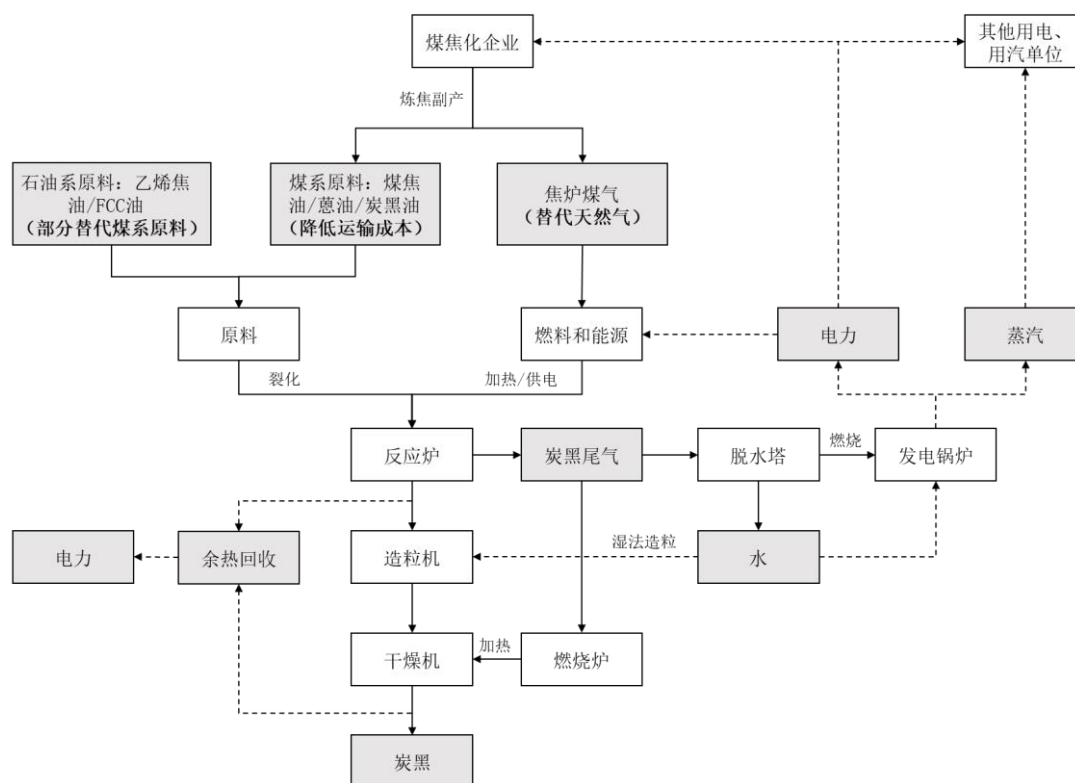 煤焦化企业
其他用电、
用汽单位
炼焦副产
石油系原料：乙烯焦
油/FCC油
（部分替代煤系原料）
煤系原料：煤焦
油/蒽油/炭黑油
（降低运输成本）
焦炉煤气
（替代天然气）
原料
燃料和能源
电力
蒸汽
裂化
加热/供电
反应炉
炭黑尾气
脱水塔
燃烧
发电锅炉
电力
余热回收
造粒机
湿法造粒
水
干燥机
加热
燃烧炉
炭黑